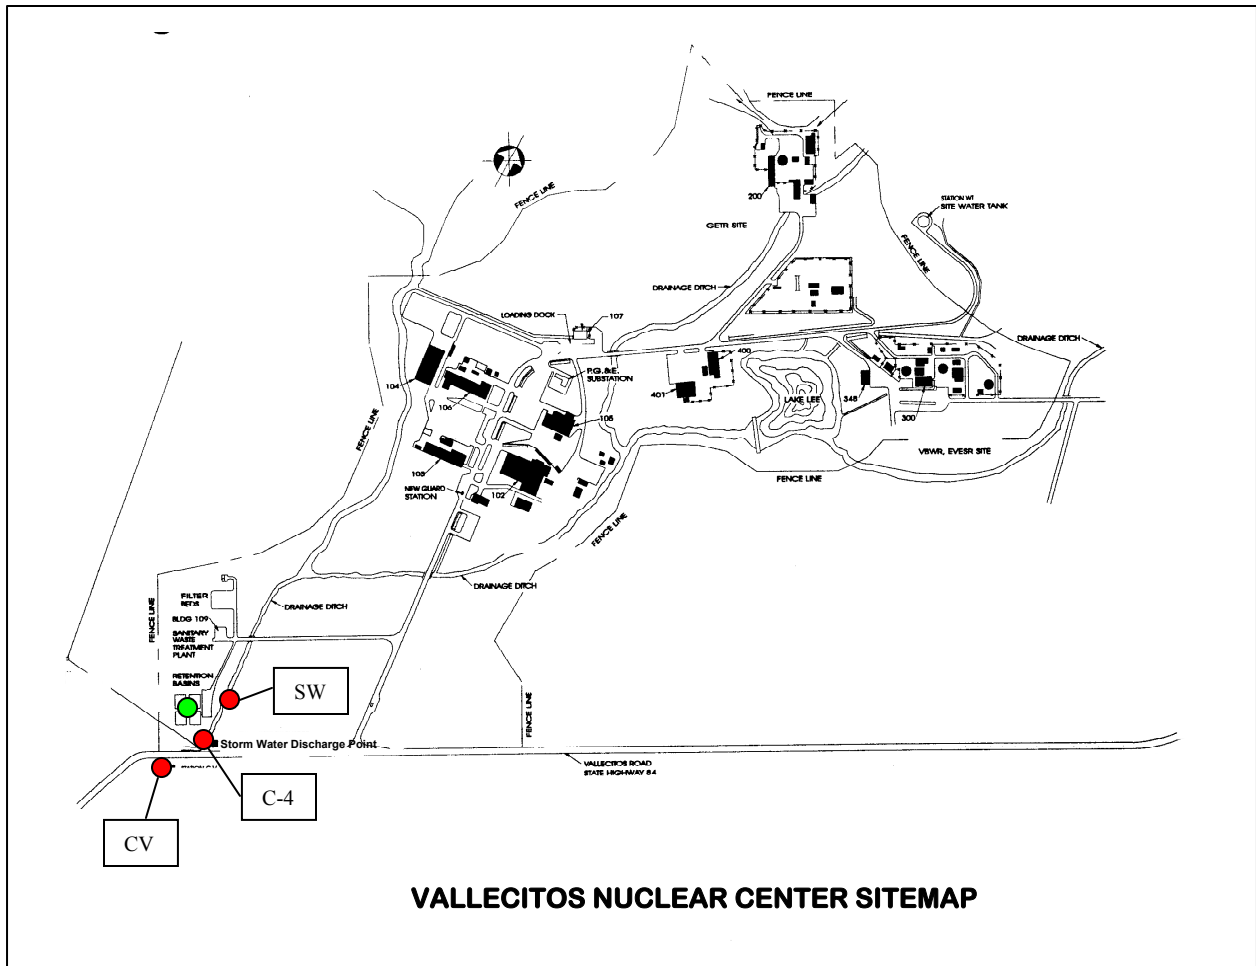 FENCE LINE
FENCE LINE
200
STATION WT
SITE WATER TANK
GETR SITE
FENCE LINE
DRAINAGE DITCH
LOADING DOCK
107
DRAINAGE DITCH
400
P.G.&E.
SUBSTATION
104
106
401
LAKE LEE
348
300
105
FENCE LINE
103
VBWR, EVESR SITE
FENCE LINE
NEW GUARD
STATION
102
FENCE LINE
DRAINAGE DITCH
FILTER
BEDS
DRAINAGE DITCH
FENCE LINE
BLDG 109
SANITARY
WASTE
TREATMENT
PLANT
RETENTION
BASINS
SW
FENCE LINE
Storm Water Discharge Point
VALLECITOS ROAD
STATE HIGHWAY 84
C-4
CV
VALLECITOS NUCLEAR CENTER SITEMAP